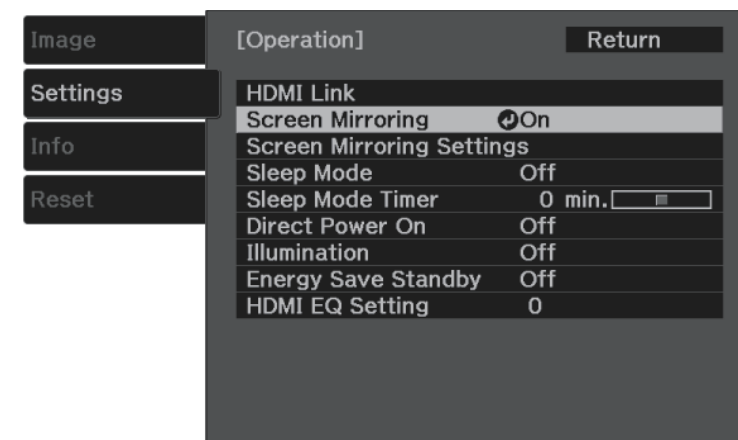 Image
Settings
Info
Reset
[Operation] Return
HDMI Link
Screen Mirroring On
Screen Mirroring Settings
Sleep Mode Off
Sleep Mode Timer 0 min.
Direct Power On Off
Illumination Off
Energy Save Standby Off
HDMI EQ Setting 0